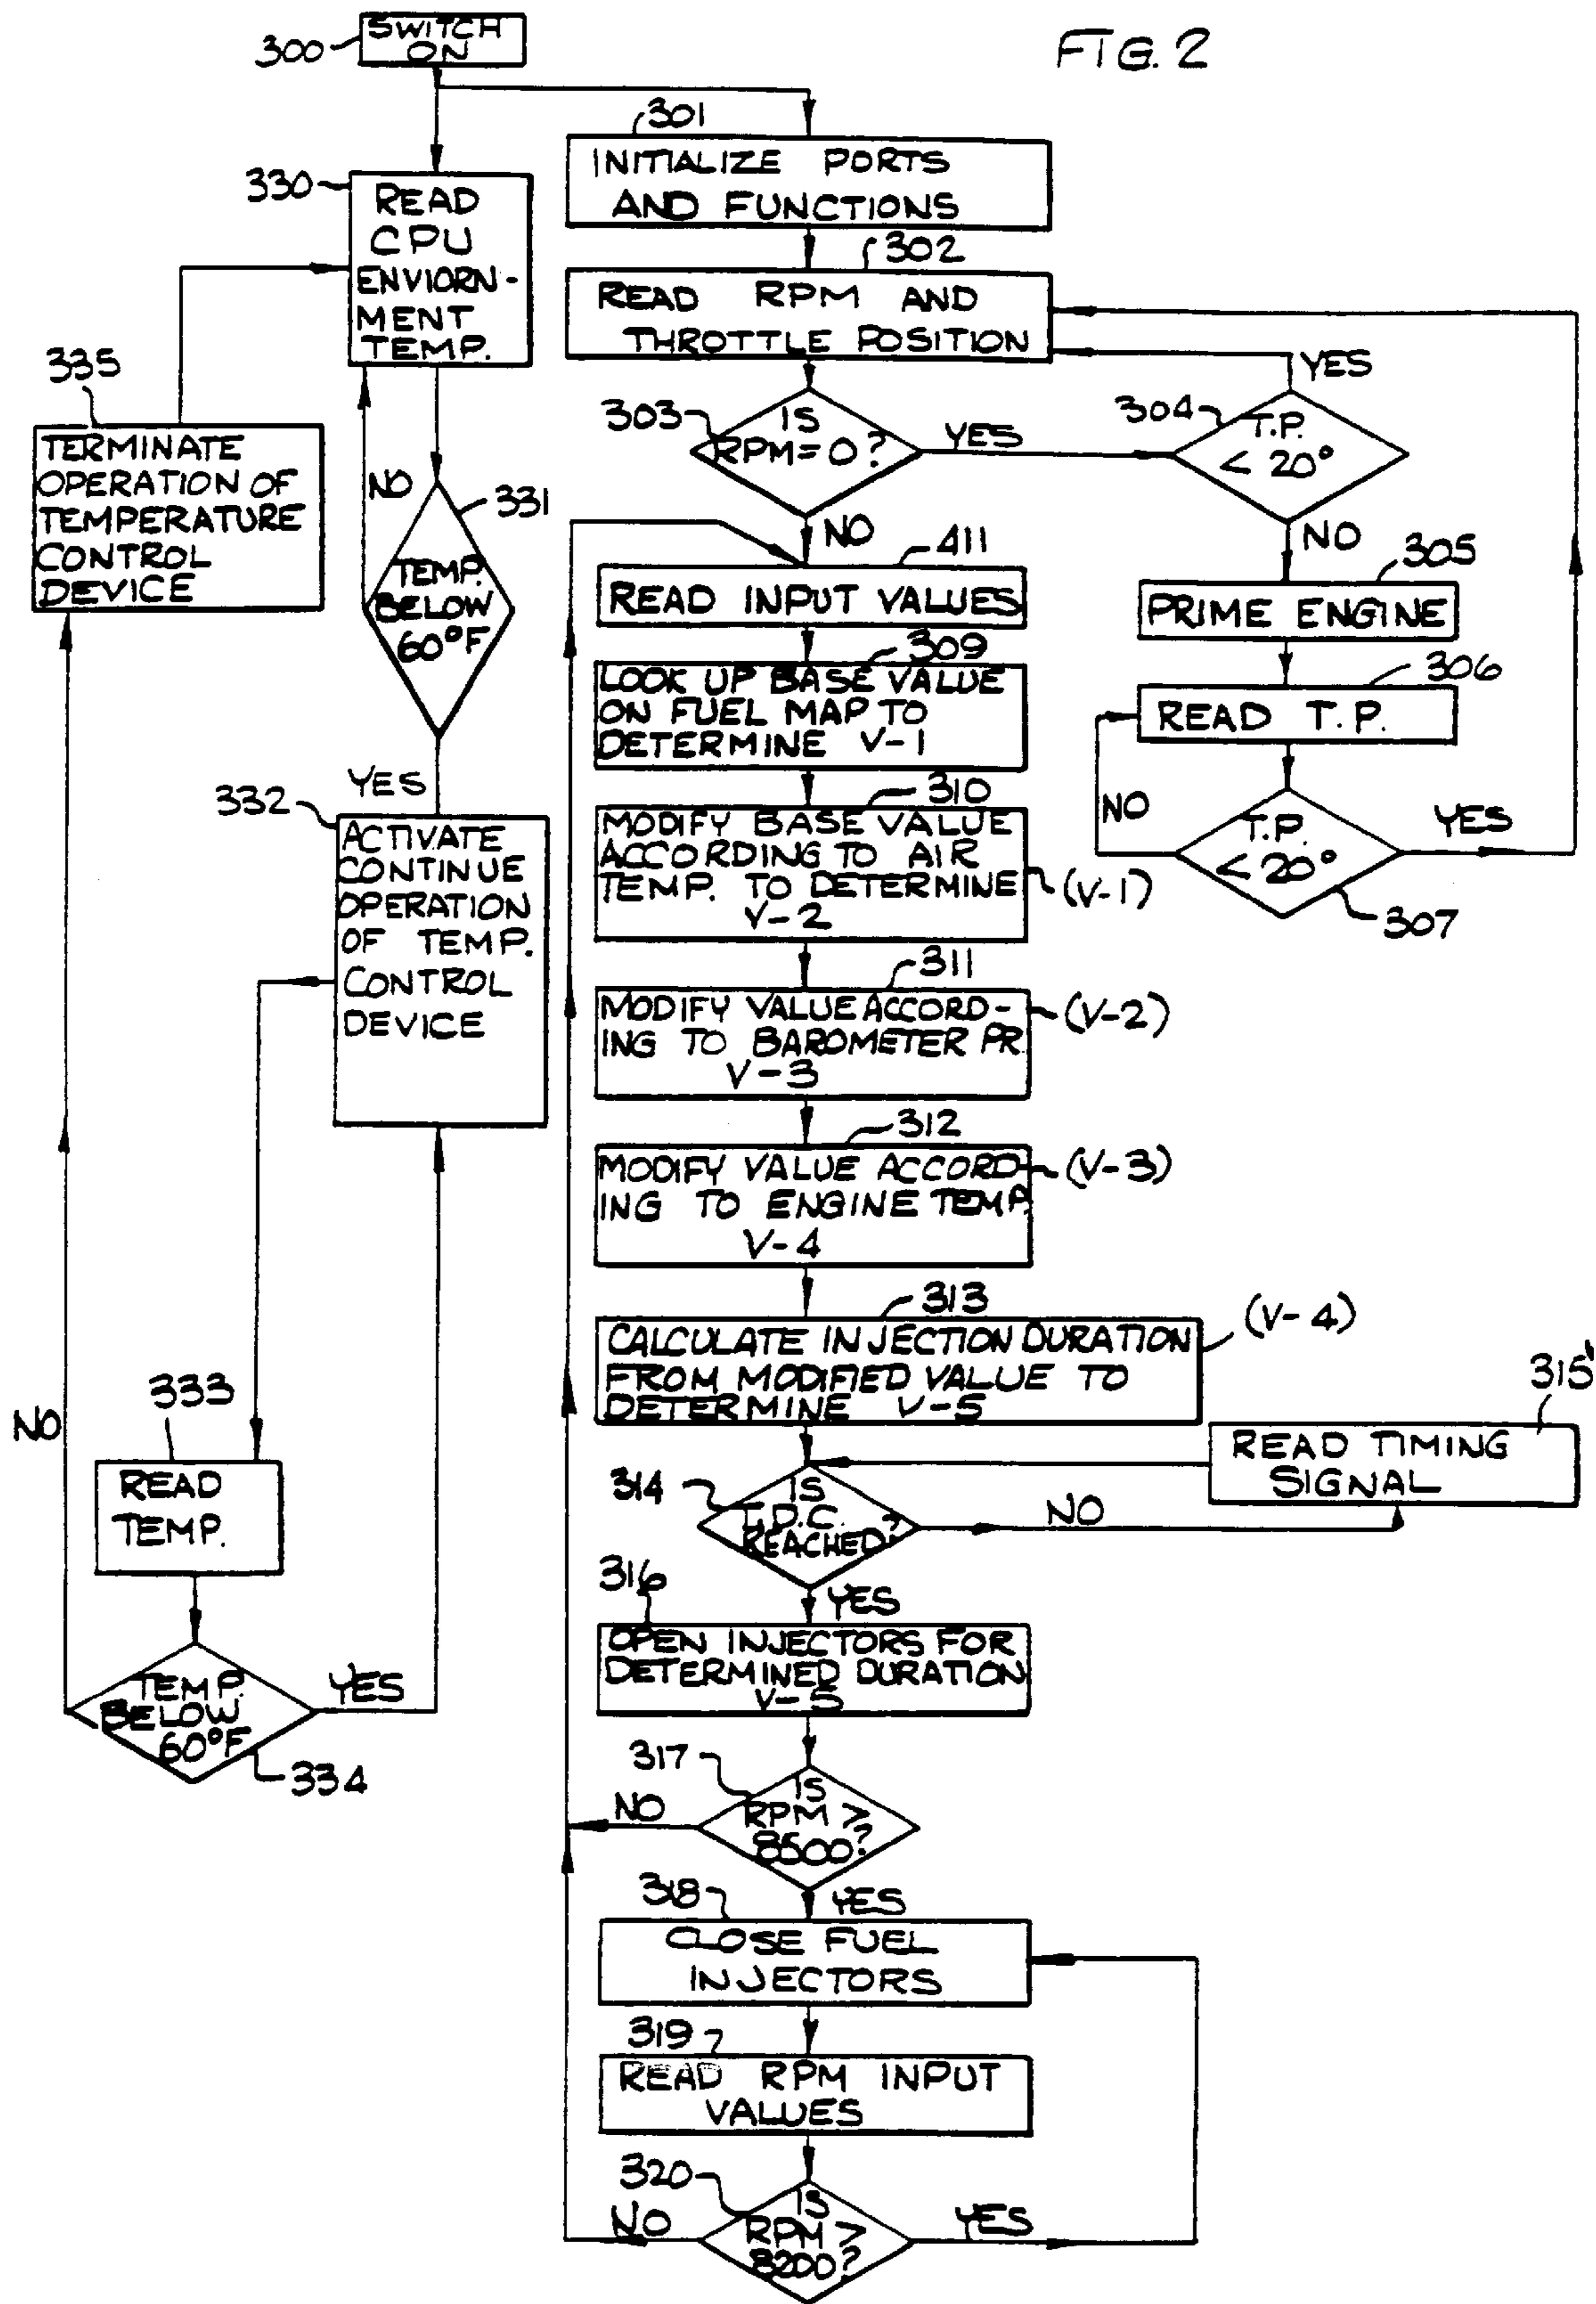 FIG. 2
300
SWITCH
ON
301
INITIALIZE PORTS
AND FUNCTIONS
330
READ
CPU
ENVIORN-
MENT
TEMP.
302
READ RPM AND
THROTTLE POSITION
335
TERMINATE
OPERATION OF
TEMPERATURE
CONTROL
DEVICE
NO
331
TEMP.
BELOW
60°F
YES
303
IS
RPM=0?
YES
NO
304
T.P.
< 20°
YES
NO
305
PRIME ENGINE
306
READ T.P.
NO
T.P.
< 20°
YES
307
411
READ INPUT VALUES
309
LOOK UP BASE VALUE
ON FUEL MAP TO
DETERMINE V-1
310
MODIFY BASE VALUE
ACCORDING TO AIR
TEMP. TO DETERMINE
V-2
(V-1)
332
ACTIVATE
CONTINUE
OPERATION
OF TEMP.
CONTROL
DEVICE
311
MODIFY VALUE ACCORD-
ING TO BAROMETER PR.
V-3
(V-2)
312
MODIFY VALUE ACCORD-
ING TO ENGINE TEMP.
V-4
(V-3)
313
CALCULATE INJECTION DURATION
FROM MODIFIED VALUE TO
DETERMINE V-5
(V-4)
315'
READ TIMING
SIGNAL
314
IS
T.D.C.
REACHED?
NO
YES
NO
333
READ
TEMP.
TEMP.
BELOW
60°F
YES
334
316
OPEN INJECTORS FOR
DETERMINED DURATION
V-5
317
IS
RPM >
8500?
NO
YES
318
CLOSE FUEL
INJECTORS
319
READ RPM INPUT
VALUES
320
IS
RPM >
8200?
NO
YES